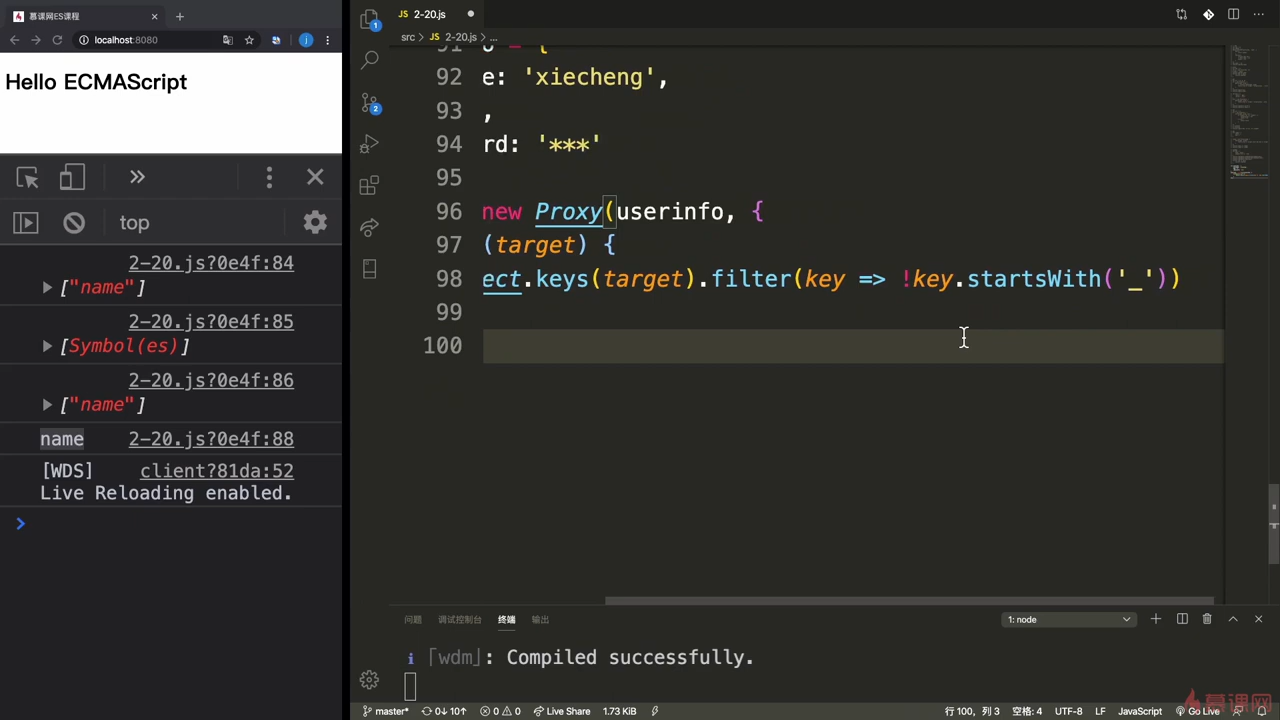 慕课网ES课程
localhost:8080
Hello ECMAScript
top
2-20.js?0e4f:84
["name"]
2-20.js?0e4f:85
[Symbol(es)]
2-20.js?0e4f:86
["name"]
name 2-20.js?0e4f:88
[WDS] client?81da:52
Live Reloading enabled.
JS 2-20.js
src > JS 2-20.js > ...
92 e: 'xiecheng',
93 ,
94 rd: '***'
95
96 new Proxy(userinfo, {
97 (target) {
98 ect.keys(target).filter(key => !key.startsWith('_'))
99
100
问题 调试控制台 终端 输出 1: node
i ｢wdm｣: Compiled successfully.
master* 0↓ 10↑ 0 0 Live Share 1.73 KiB 行 100, 列 3 空格: 4 UTF-8 LF JavaScript Go Live
慕课网